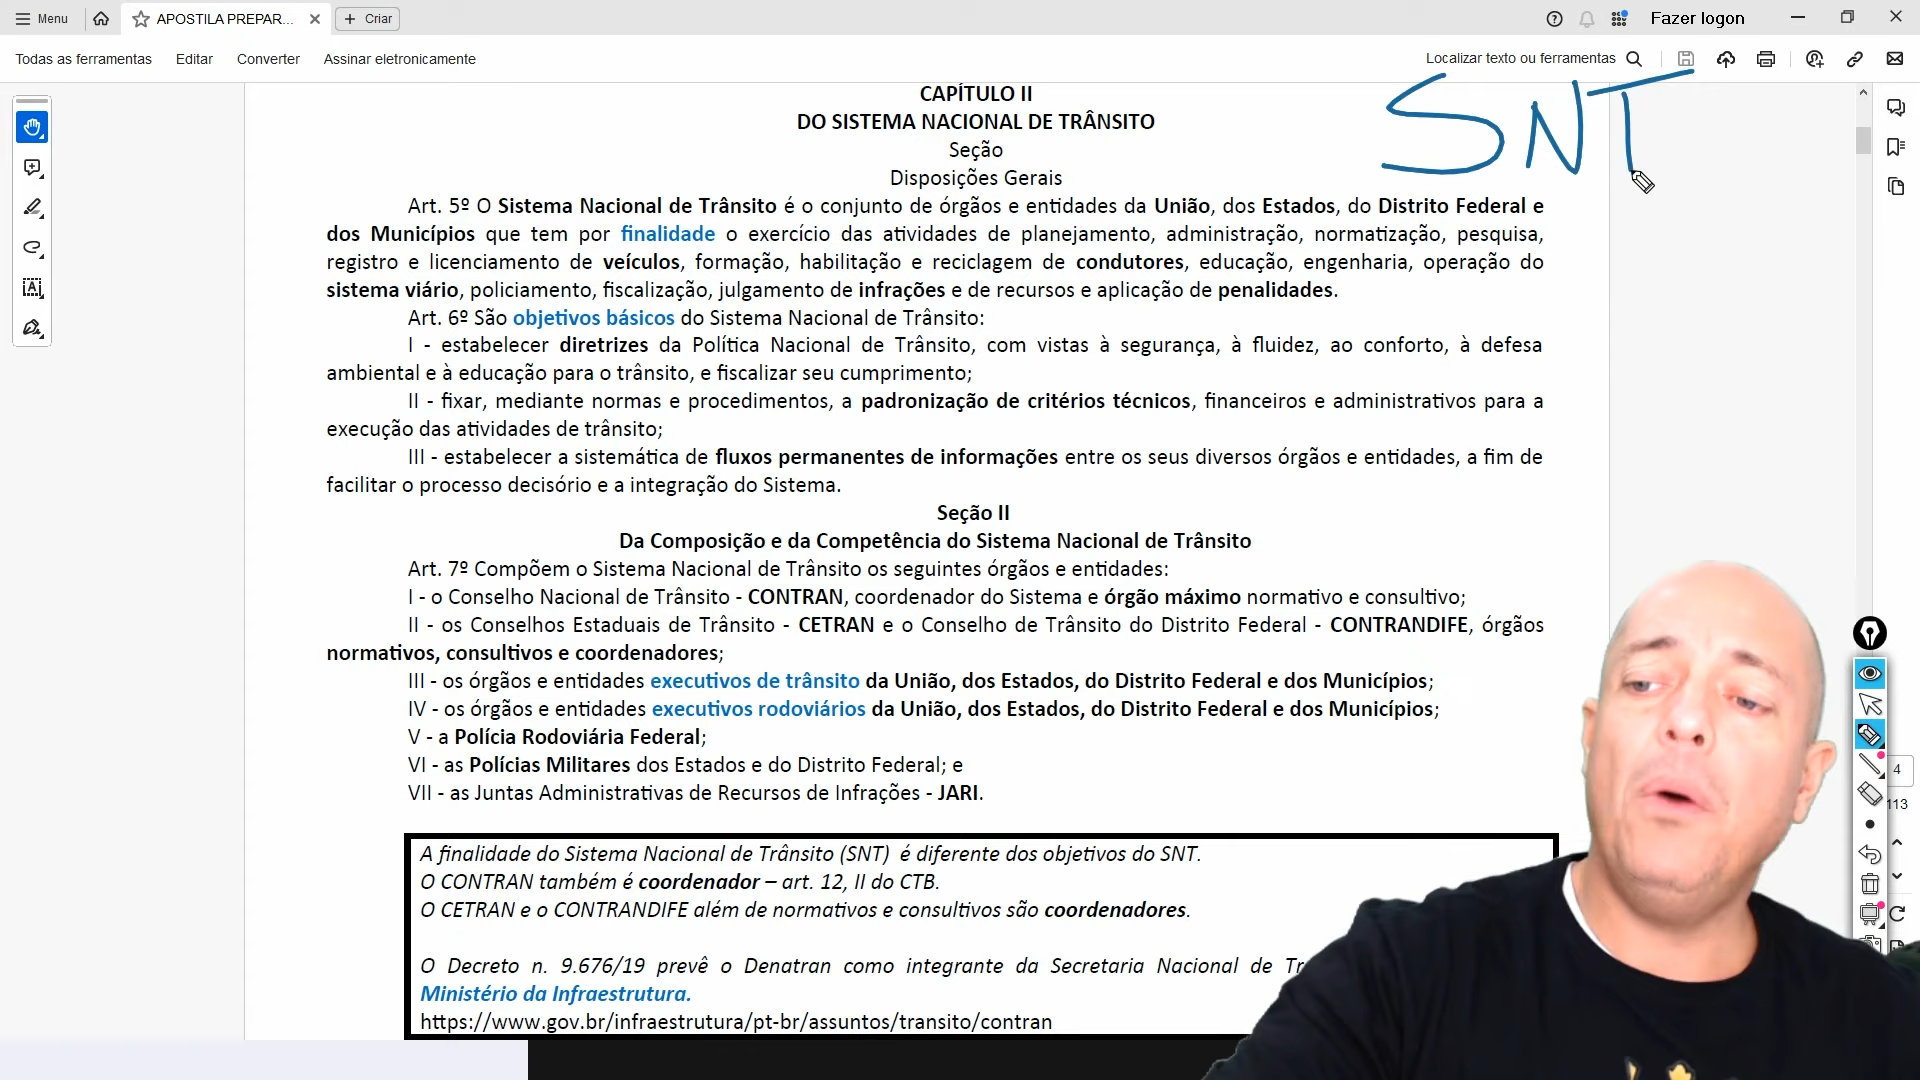 Menu
APOSTILA PREPAR...
Criar
Fazer logon
Todas as ferramentas
Editar
Converter
Assinar eletronicamente
Localizar texto ou ferramentas
SNT
CAPÍTULO II
DO SISTEMA NACIONAL DE TRÂNSITO
Seção
Disposições Gerais
Art. 5º O Sistema Nacional de Trânsito é o conjunto de órgãos e entidades da União, dos Estados, do Distrito Federal e
dos Municípios que tem por finalidade o exercício das atividades de planejamento, administração, normatização, pesquisa,
registro e licenciamento de veículos, formação, habilitação e reciclagem de condutores, educação, engenharia, operação do
sistema viário, policiamento, fiscalização, julgamento de infrações e de recursos e aplicação de penalidades.
Art. 6º São objetivos básicos do Sistema Nacional de Trânsito:
I - estabelecer diretrizes da Política Nacional de Trânsito, com vistas à segurança, à fluidez, ao conforto, à defesa
ambiental e à educação para o trânsito, e fiscalizar seu cumprimento;
II - fixar, mediante normas e procedimentos, a padronização de critérios técnicos, financeiros e administrativos para a
execução das atividades de trânsito;
III - estabelecer a sistemática de fluxos permanentes de informações entre os seus diversos órgãos e entidades, a fim de
facilitar o processo decisório e a integração do Sistema.
Seção II
Da Composição e da Competência do Sistema Nacional de Trânsito
Art. 7º Compõem o Sistema Nacional de Trânsito os seguintes órgãos e entidades:
I - o Conselho Nacional de Trânsito - CONTRAN, coordenador do Sistema e órgão máximo normativo e consultivo;
II - os Conselhos Estaduais de Trânsito - CETRAN e o Conselho de Trânsito do Distrito Federal - CONTRANDIFE, órgãos
normativos, consultivos e coordenadores;
III - os órgãos e entidades executivos de trânsito da União, dos Estados, do Distrito Federal e dos Municípios;
IV - os órgãos e entidades executivos rodoviários da União, dos Estados, do Distrito Federal e dos Municípios;
V - a Polícia Rodoviária Federal;
VI - as Polícias Militares dos Estados e do Distrito Federal; e
VII - as Juntas Administrativas de Recursos de Infrações - JARI.
A finalidade do Sistema Nacional de Trânsito (SNT) é diferente dos objetivos do SNT.
O CONTRAN também é coordenador – art. 12, II do CTB.
O CETRAN e o CONTRANDIFE além de normativos e consultivos são coordenadores.
O Decreto n. 9.676/19 prevê o Denatran como integrante da Secretaria Nacional de
Ministério da Infraestrutura.
https://www.gov.br/infraestrutura/pt-br/assuntos/transito/contran
4
113